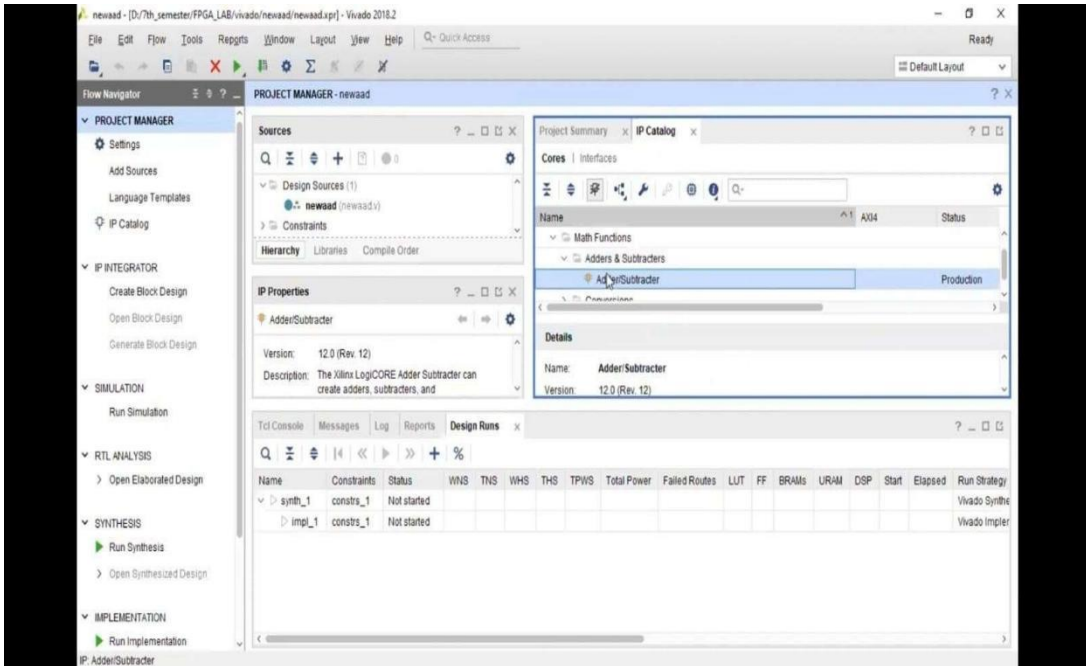 newaad - [D:/7th_semester/FPGA_LAB/vivado/newaad/newaad.xpr] - Vivado 2018.2
File Edit Flow Tools Reports Window Layout View Help Q- Quick Access Ready
Default Layout
Flow Navigator ? _
PROJECT MANAGER - newaad ? X
PROJECT MANAGER
Settings
Add Sources
Language Templates
IP Catalog
IP INTEGRATOR
Create Block Design
Open Block Design
Generate Block Design
SIMULATION
Run Simulation
RTL ANALYSIS
Open Elaborated Design
SYNTHESIS
Run Synthesis
Open Synthesized Design
IMPLEMENTATION
Run Implementation
Sources
0
Design Sources (1)
newaad (newaad.v)
Constraints
Hierarchy Libraries Compile Order
IP Properties
Adder/Subtracter
Version: 12.0 (Rev. 12)
Description: The Xilinx LogiCORE Adder Subtracter can
create adders, subtracters, and
Project Summary x IP Catalog x
Cores | Interfaces
Name ^1 AXI4 Status
Math Functions
Adders & Subtracters
Adder/Subtracter Production
Conversions
Details
Name: Adder/Subtracter
Version: 12.0 (Rev. 12)
Tcl Console Messages Log Reports Design Runs x
Name Constraints Status WNS TNS WHS THS TPWS Total Power Failed Routes LUT FF BRAMs URAM DSP Start Elapsed Run Strategy
synth_1 constrs_1 Not started Vivado Synthe
impl_1 constrs_1 Not started Vivado Implem
IP: Adder/Subtracter